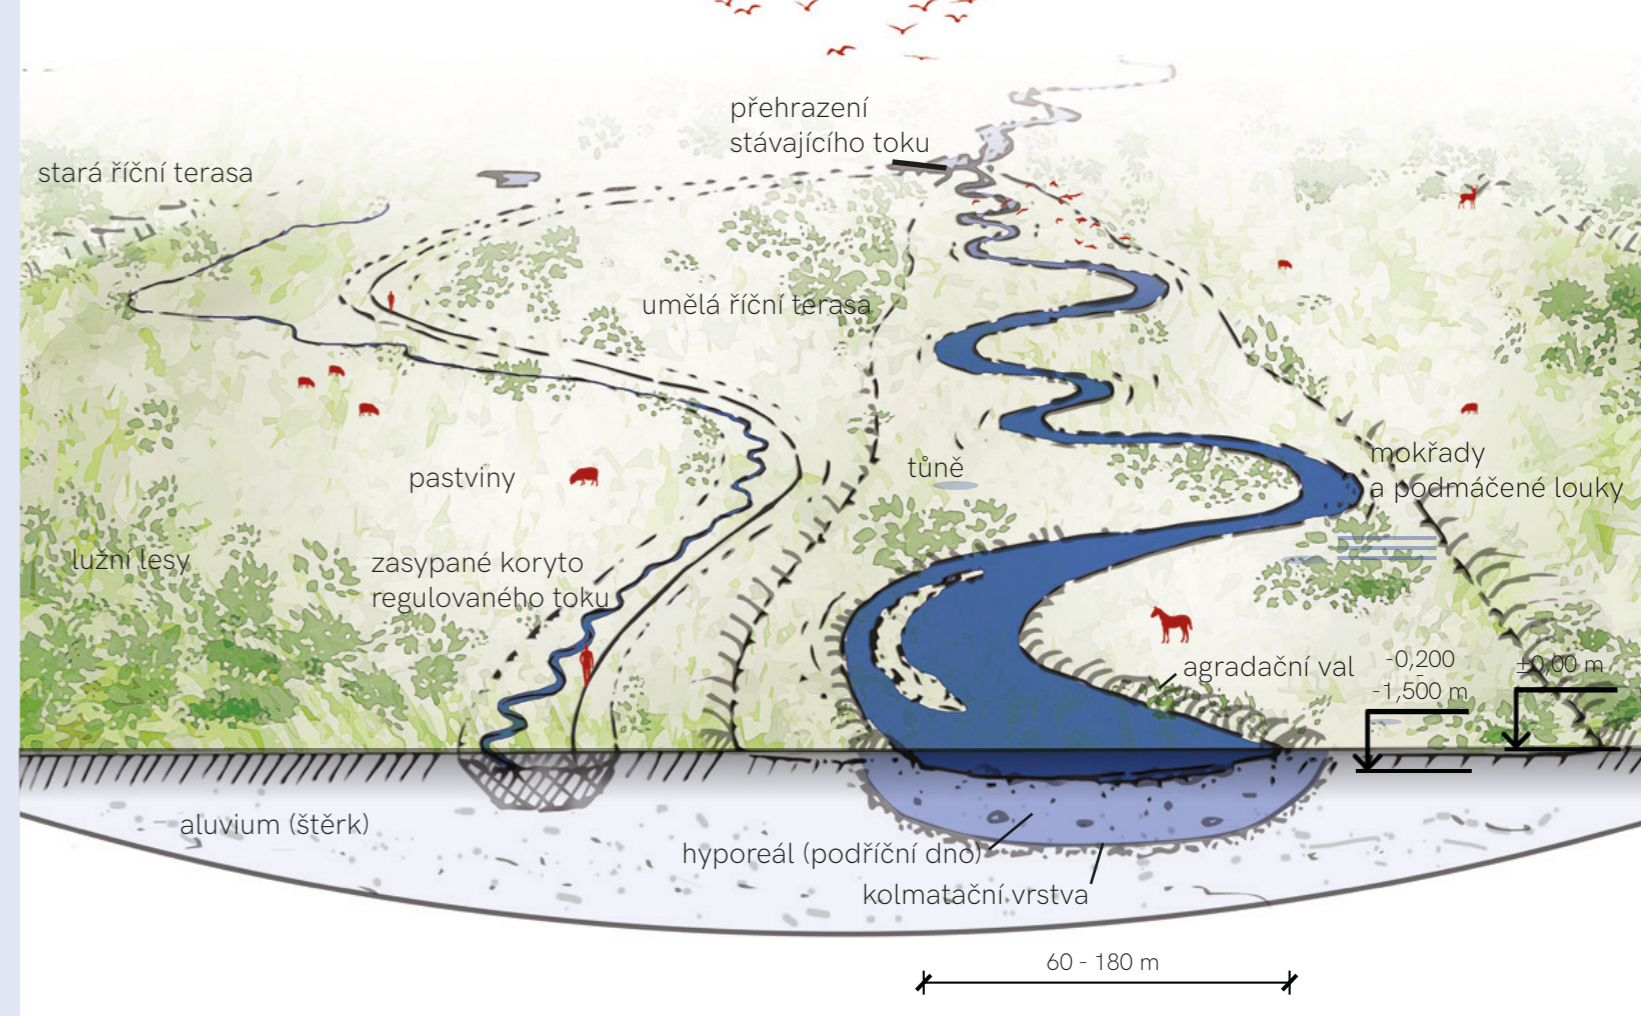 přehrazení
stávajícího toku
stará říční terasa
umělá říční terasa
mokřady
a podmáčené louky
tůně
pastviny
lužní lesy
zasypané koryto
regulovaného toku
agradační val
-0,200
-
-1,500 m
±0,00 m
aluvium (štěrk)
hyporeál (podříční dno)
kolmatační vrstva
60 - 180 m